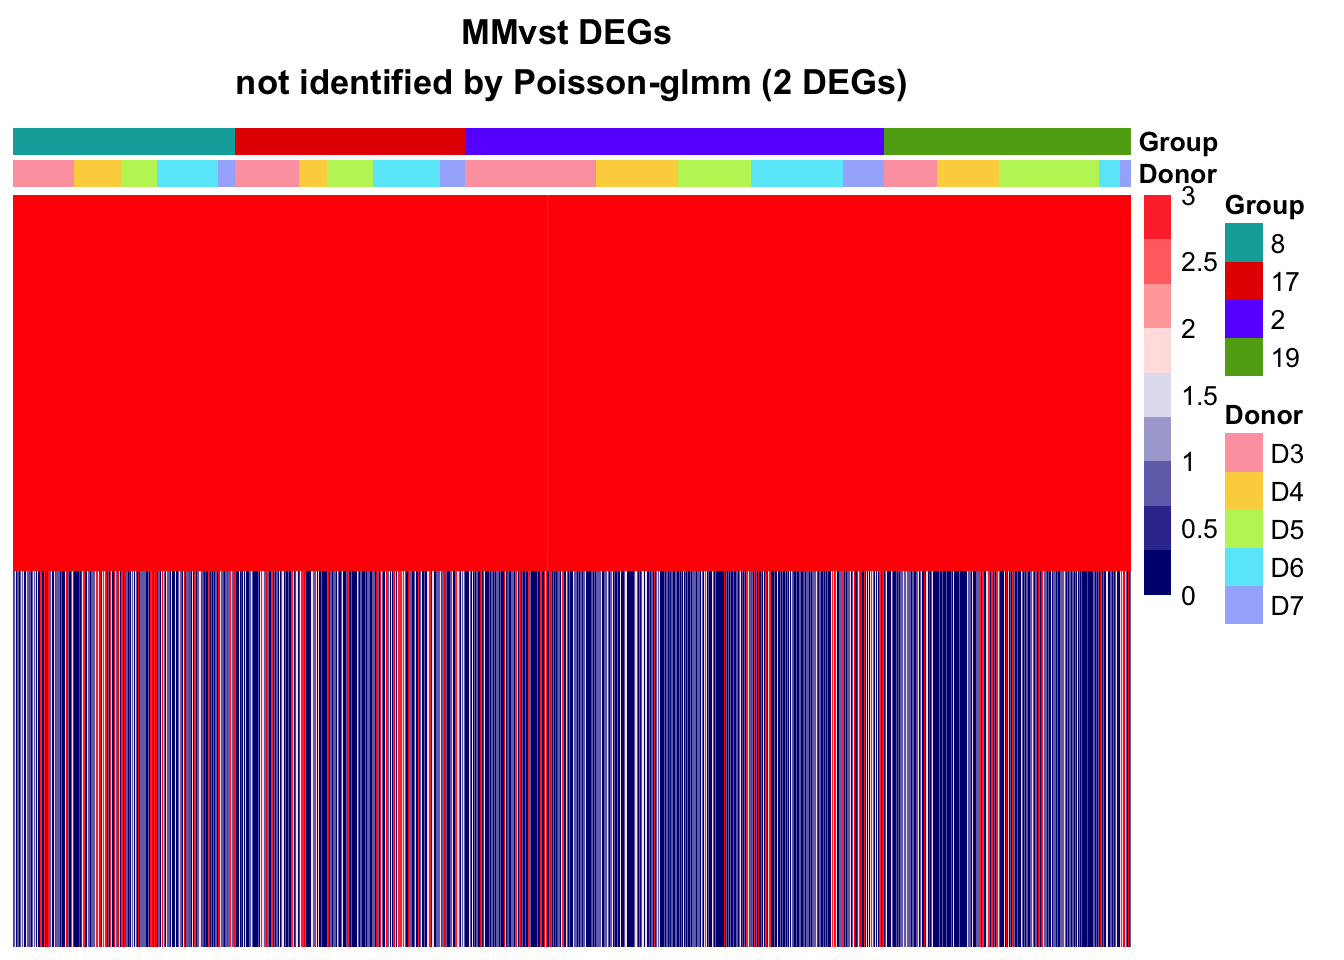 MMvst DEGs
not identified by Poisson-glmm (2 DEGs)
Group
Donor
3
2.5
2
1.5
1
0.5
0
Group
8
17
2
19
Donor
D3
D4
D5
D6
D7